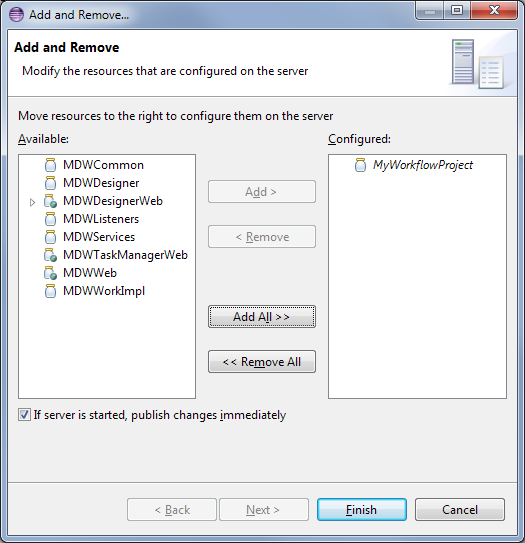 Add and Remove...
Add and Remove
Modify the resources that are configured on the server
Move resources to the right to configure them on the server
Available:
Configured:
MDWCommon
MDWDesigner
MDWDesignerWeb
MDWListeners
MDWServices
MDWTaskManagerWeb
MDWWeb
MDWWorkImpl
Add >
< Remove
Add All >>
<< Remove All
MyWorkflowProject
If server is started, publish changes immediately
< Back
Next >
Finish
Cancel